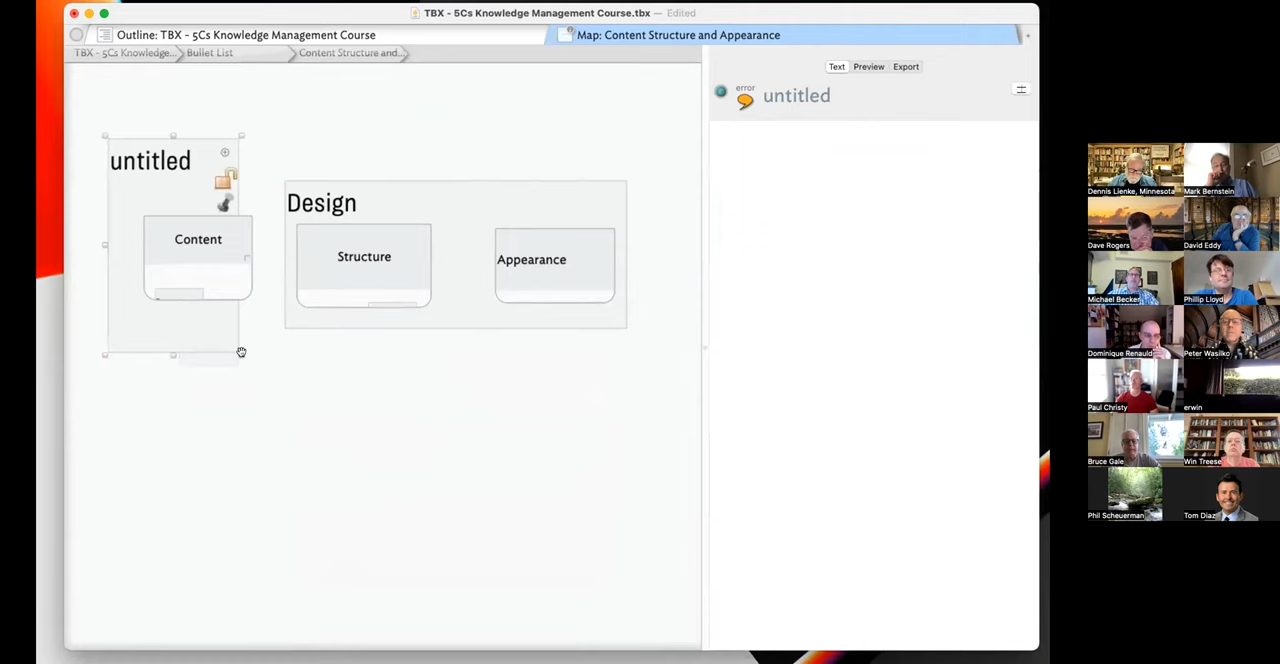 TBX - 5Cs Knowledge Management Course.tbx — Edited
Outline: TBX - 5Cs Knowledge Management Course
Map: Content Structure and Appearance
TBX - 5Cs Knowledge...
Bullet List
Content Structure and...
Text
Preview
Export
error
untitled
untitled
Design
Content
Structure
Appearance
Dennis Lienke, Minnesota
Mark Bernstein
Dave Rogers
David Eddy
Michael Becker
Phillip Lloyd
Dominique Renauld
Peter Wasilko
Paul Christy
erwin
Bruce Gale
Win Treese
Phil Scheuerman
Tom Diaz